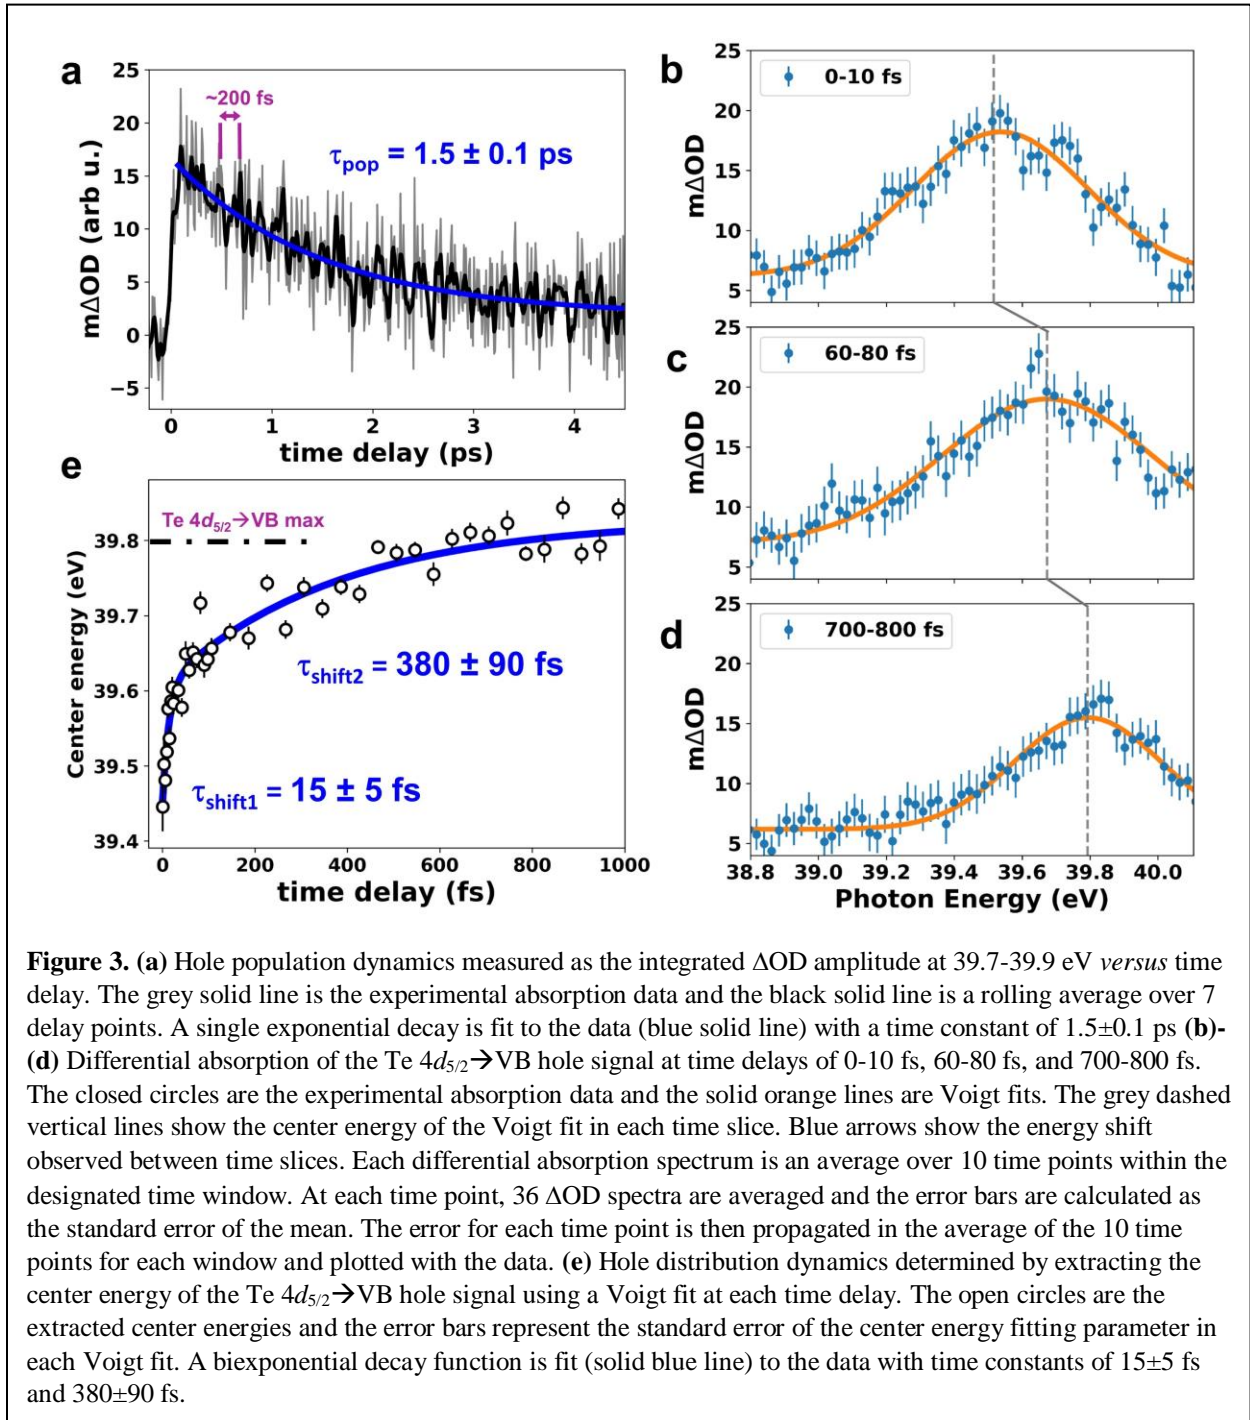 a
25
20
15
10
5
0
−5
mΔOD (arb u.)
~200 fs
τpop = 1.5 ± 0.1 ps
0 1 2 3 4
time delay (ps)
b
25
20
15
10
5
mΔOD
0-10 fs
c
25
20
15
10
5
mΔOD
60-80 fs
d
25
20
15
10
5
mΔOD
700-800 fs
38.8 39.0 39.2 39.4 39.6 39.8 40.0
Photon Energy (eV)
e
Te 4d5/2→VB max
39.8
39.7
39.6
39.5
39.4
Center energy (eV)
τshift2 = 380 ± 90 fs
τshift1 = 15 ± 5 fs
0 200 400 600 800 1000
time delay (fs)
Figure 3. (a) Hole population dynamics measured as the integrated ΔOD amplitude at 39.7-39.9 eV versus time
delay. The grey solid line is the experimental absorption data and the black solid line is a rolling average over 7
delay points. A single exponential decay is fit to the data (blue solid line) with a time constant of 1.5±0.1 ps (b)-
(d) Differential absorption of the Te 4d5/2→VB hole signal at time delays of 0-10 fs, 60-80 fs, and 700-800 fs.
The closed circles are the experimental absorption data and the solid orange lines are Voigt fits. The grey dashed
vertical lines show the center energy of the Voigt fit in each time slice. Blue arrows show the energy shift
observed between time slices. Each differential absorption spectrum is an average over 10 time points within the
designated time window. At each time point, 36 ΔOD spectra are averaged and the error bars are calculated as
the standard error of the mean. The error for each time point is then propagated in the average of the 10 time
points for each window and plotted with the data. (e) Hole distribution dynamics determined by extracting the
center energy of the Te 4d5/2→VB hole signal using a Voigt fit at each time delay. The open circles are the
extracted center energies and the error bars represent the standard error of the center energy fitting parameter in
each Voigt fit. A biexponential decay function is fit (solid blue line) to the data with time constants of 15±5 fs
and 380±90 fs.